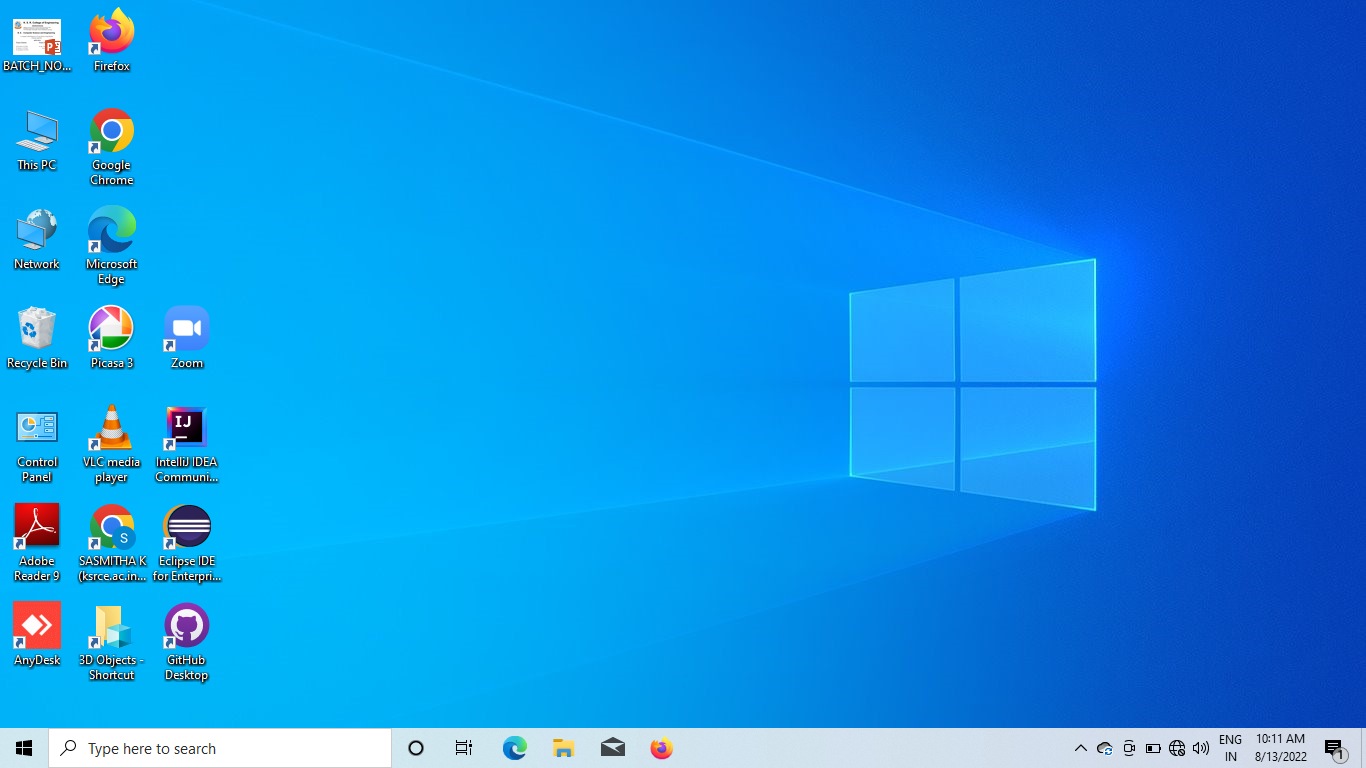 BATCH_NO...
Firefox
This PC
Google
Chrome
Network
Microsoft
Edge
Recycle Bin
Picasa 3
Zoom
Control
Panel
VLC media
player
IJ
IntelliJ IDEA
Communi...
Adobe
Reader 9
S
SASMITHA K
(ksrce.ac.in...
Eclipse IDE
for Enterpri...
AnyDesk
3D Objects -
Shortcut
GitHub
Desktop
Type here to search
ENG
IN
10:11 AM
8/13/2022
1